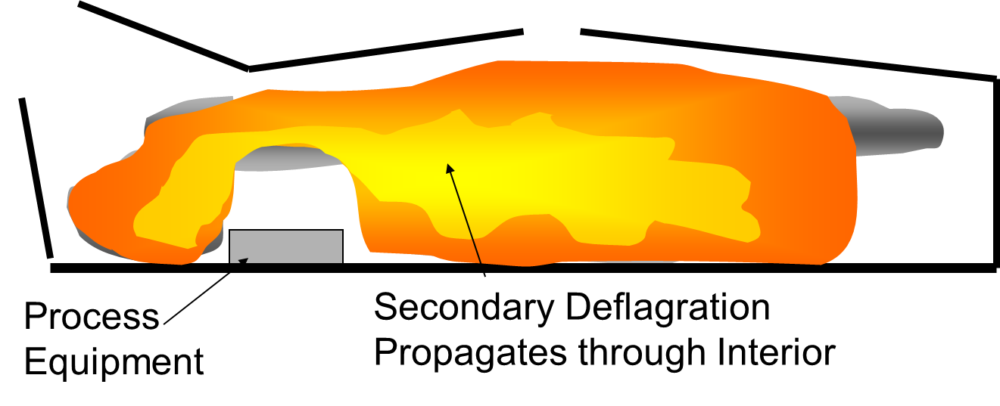 Process
Equipment
Secondary Deflagration
Propagates through Interior